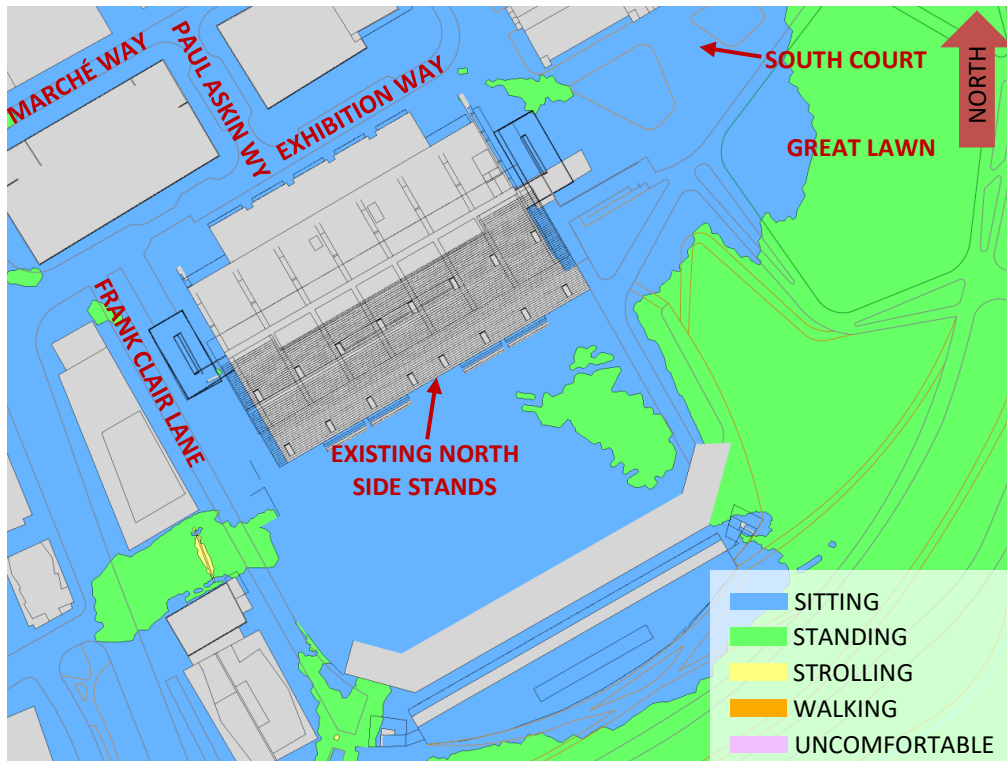 MARCHÉ WAY
PAUL ASKIN WY
EXHIBITION WAY
SOUTH COURT
NORTH
GREAT LAWN
FRANK CLAIR LANE
EXISTING NORTH
SIDE STANDS
SITTING
STANDING
STROLLING
WALKING
UNCOMFORTABLE